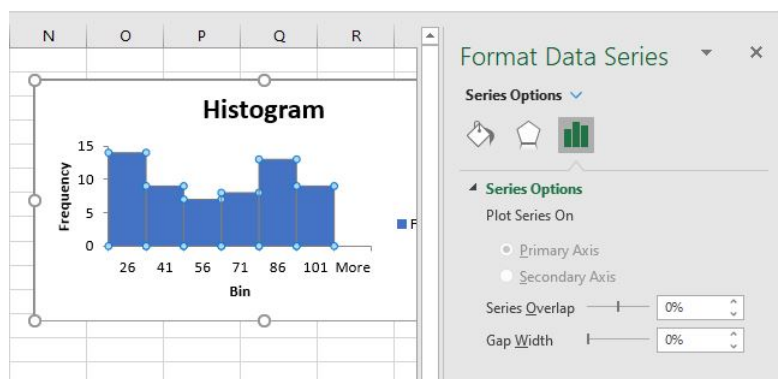 N O P Q R
Histogram
15
10
5
0
Frequency
26 41 56 71 86 101 More
Bin
F
Format Data Series
Series Options
Series Options
Plot Series On
Primary Axis
Secondary Axis
Series Overlap 0%
Gap Width 0%